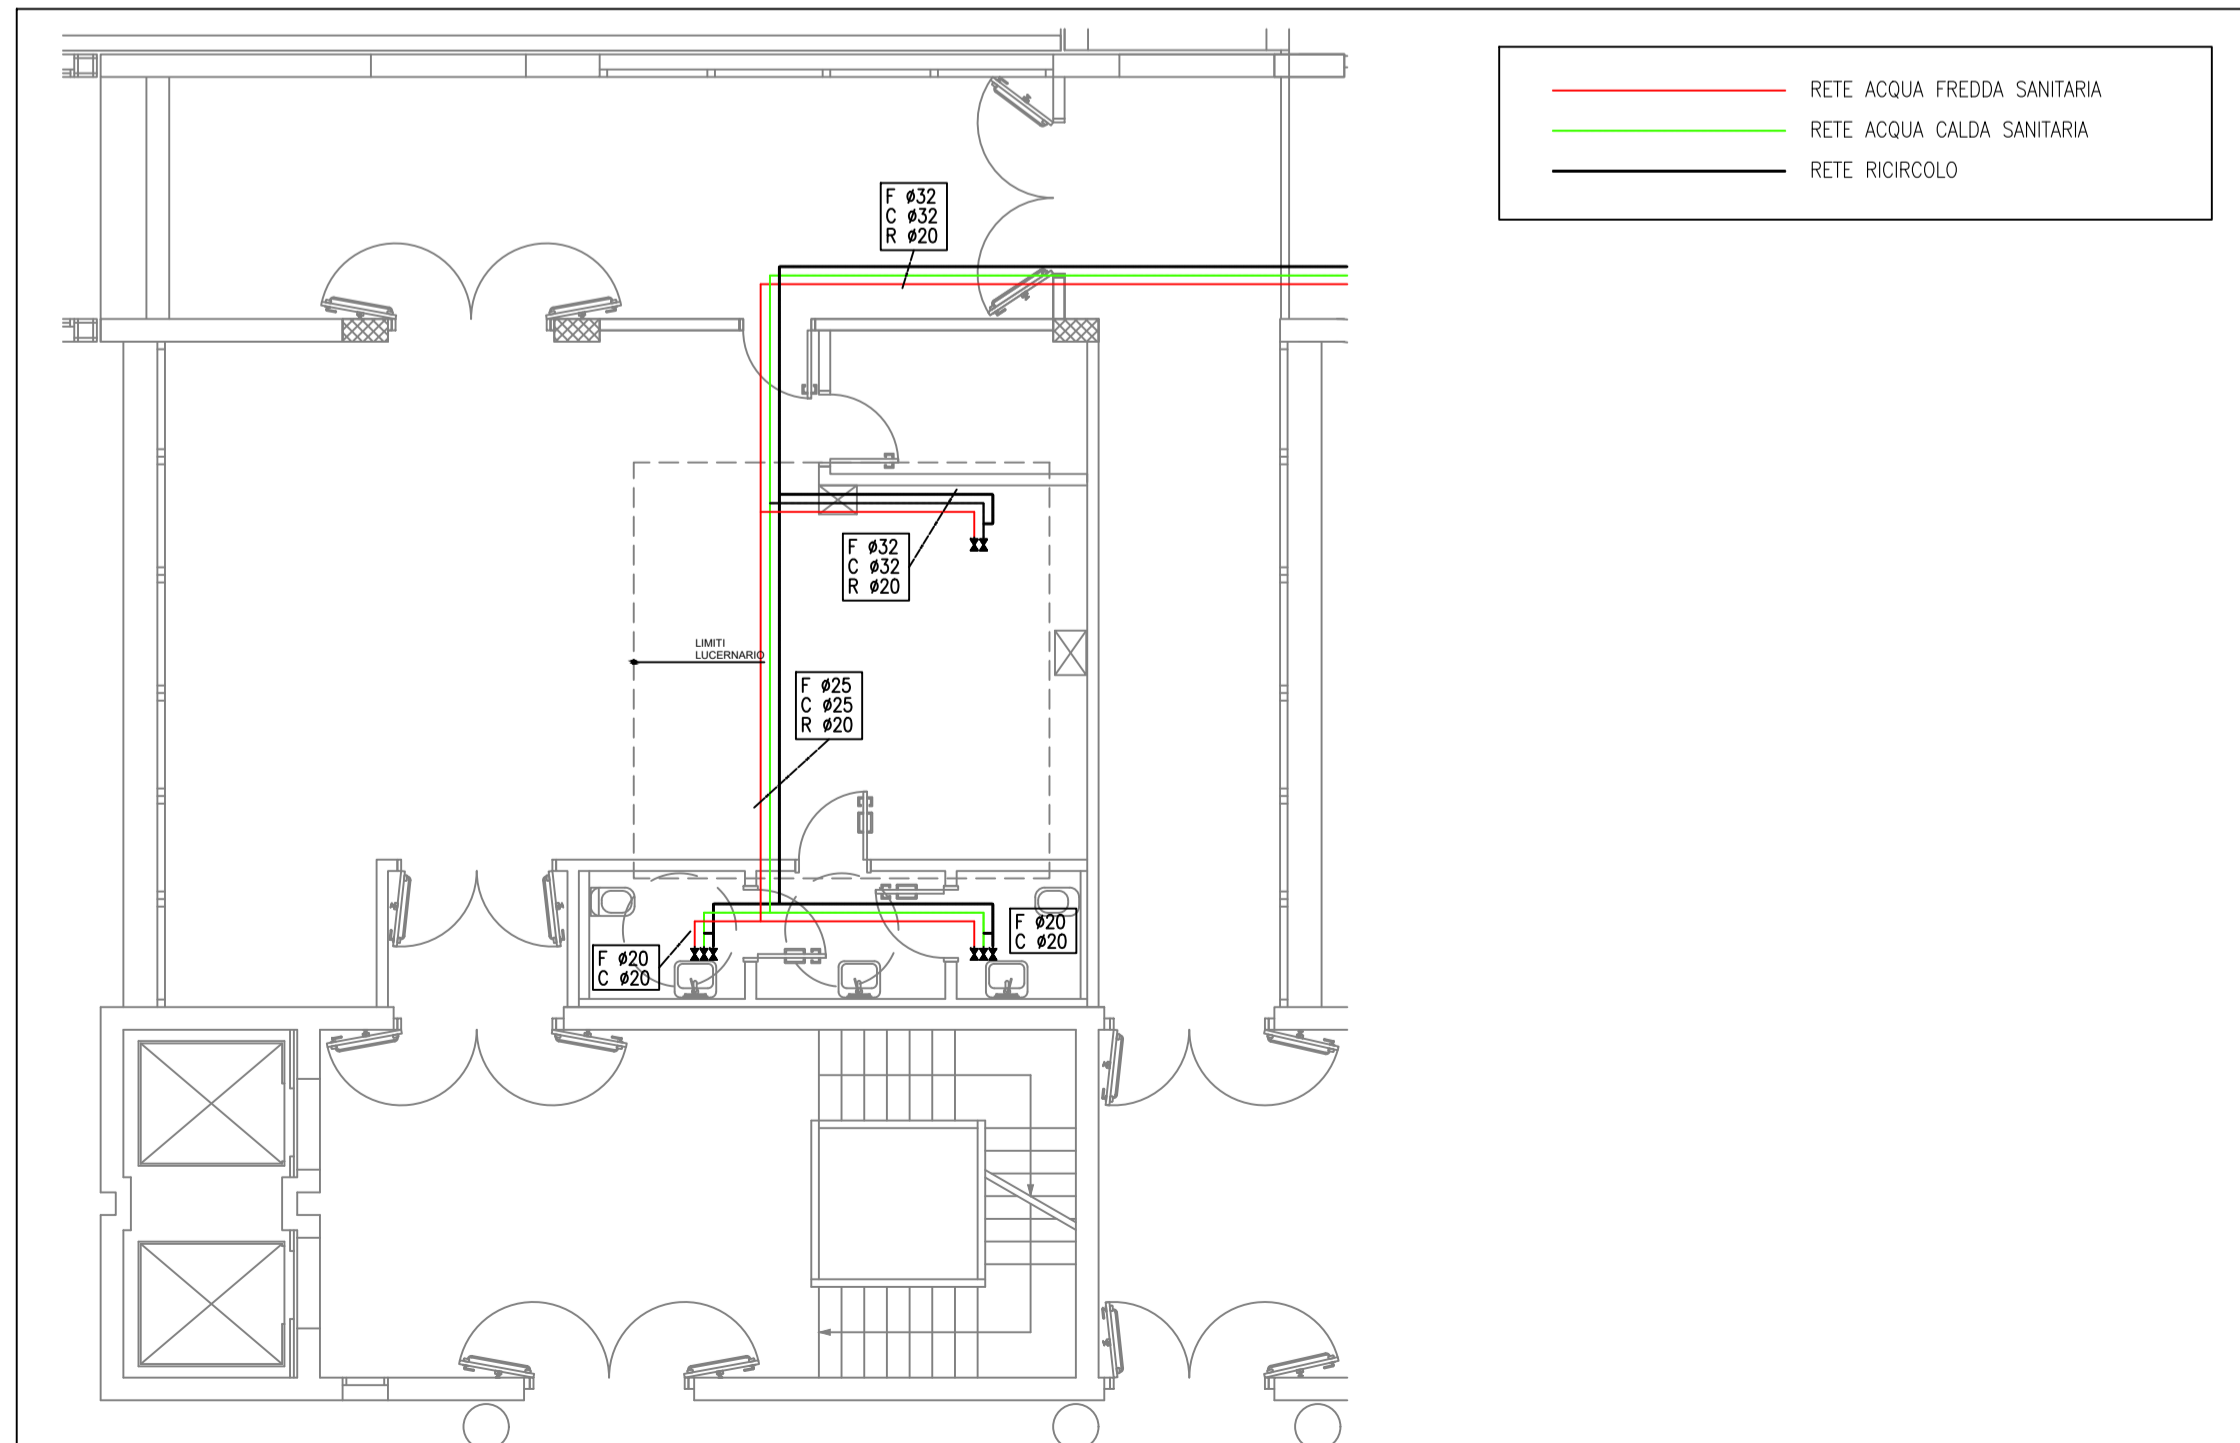 RETE ACQUA FREDDA SANITARIA
RETE ACQUA CALDA SANITARIA
RETE RICIRCOLO
F ø32
C ø32
R ø20
F ø32
C ø32
R ø20
LIMITI
LUCERNARIO
F ø25
C ø25
R ø20
F ø20
C ø20
F ø20
C ø20